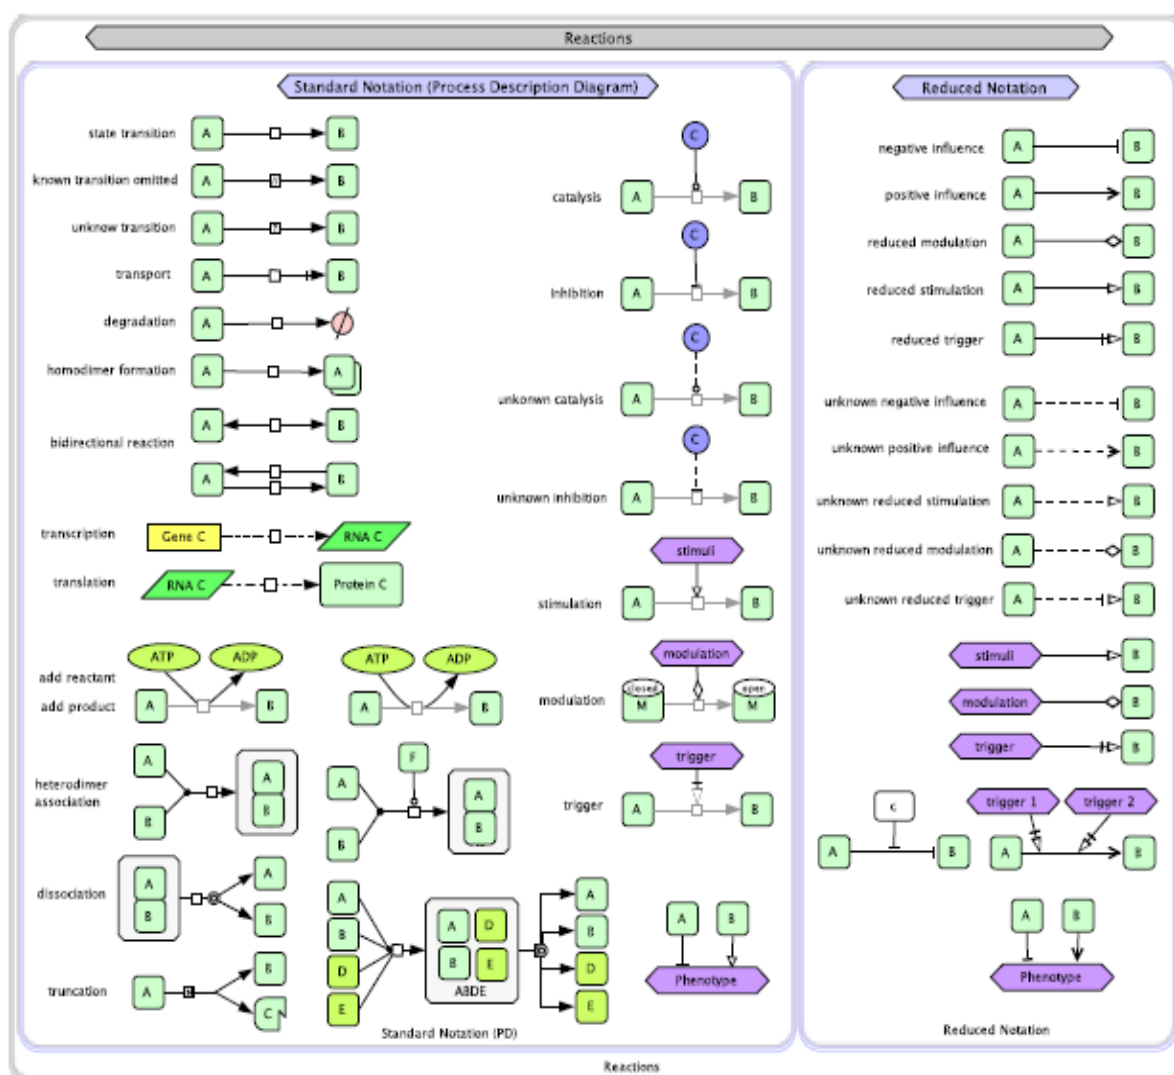 Reactions
Standard Notation (Process Description Diagram)
state transition A B
known transition omitted A B
unknow transition A ? B
transport A B
degradation A
homodimer formation A A
bidirectional reaction A B
A B
transcription Gene C RNA C
translation RNA C Protein C
ATP ADP ATP ADP
add reactant
add product A B A B
heterodimer association A B A B
A B F A B
dissociation A B A B
A B D E A B D E ABDE A B D E
truncation A B C
Standard Notation (PD)
C
catalysis A B
C
inhibition A B
C
unkonwn catalysis A B
C
unknown inhibition A B
stimuli
stimulation A B
modulation
closed open
modulation M M
trigger
trigger A B
A B
Phenotype
Reduced Notation
negative influence A B
positive influence A B
reduced modulation A B
reduced stimulation A B
reduced trigger A B
unknown negative influence A B
unknown positive influence A B
unknown reduced stimulation A B
unknown reduced modulation A B
unknown reduced trigger A B
stimuli B
modulation B
trigger B
c trigger 1 trigger 2
A B A B
A B
Phenotype
Reduced Notation
Reactions